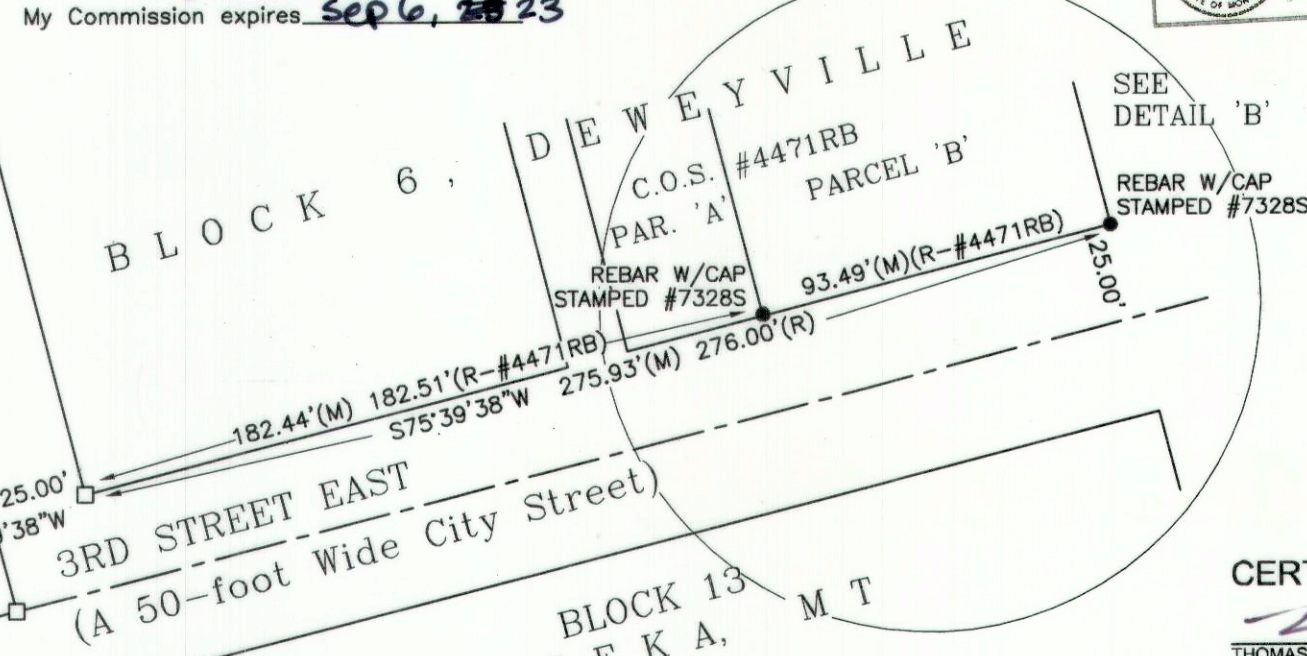 My Commission expires Sep 6, 23
DEWEYVILLE
BLOCK 6,
SEE
DETAIL 'B'
C.O.S. #4471RB
PAR. 'A'
PARCEL 'B'
REBAR W/CAP
STAMPED #7328S
REBAR W/CAP
STAMPED #7328S
93.49'(M)(R-#4471RB)
25.00'
182.44'(M) 182.51'(R-#4471RB)
275.93'(M) 276.00'(R)
S75°39'38"W
25.00'
'38"W
3RD STREET EAST
(A 50-foot Wide City Street)
BLOCK 13
E K A, M T
CERT
THOMAS